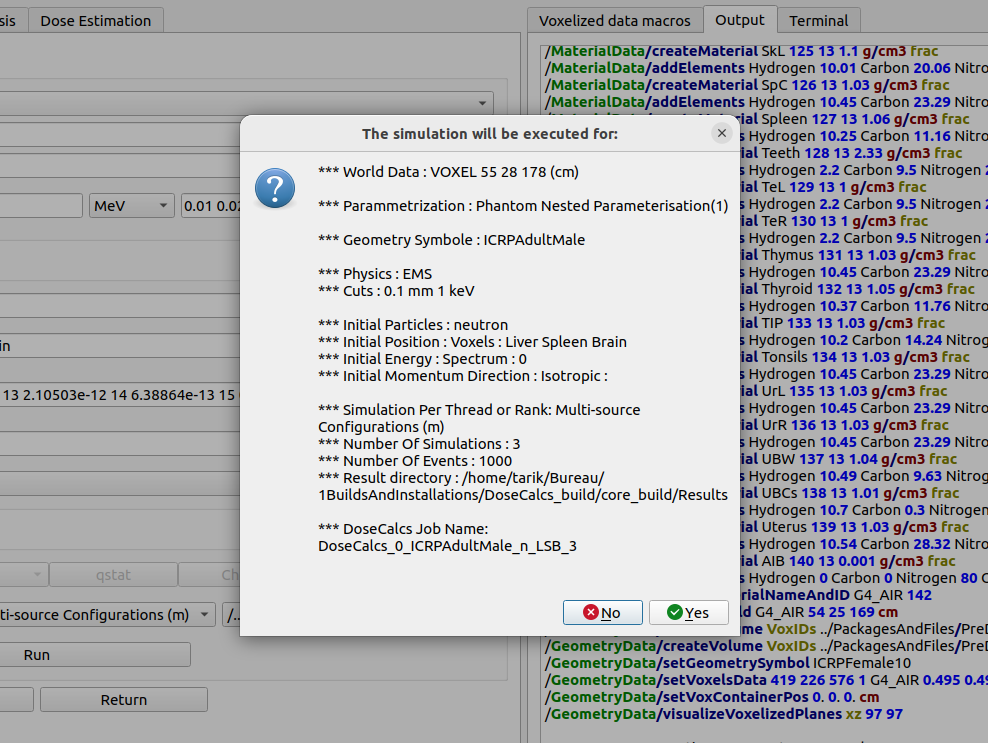 sis
Dose Estimation
MeV
0.01 0.02
in
13 2.10503e-12 14 6.38864e-13 15
qstat
Ch
ti-source Configurations (m)
/..
Run
Return
The simulation will be executed for:
*** World Data : VOXEL 55 28 178 (cm)
*** Parammetrization : Phantom Nested Parameterisation(1)
*** Geometry Symbole : ICRPAdultMale
*** Physics : EMS
*** Cuts : 0.1 mm 1 keV
*** Initial Particles : neutron
*** Initial Position : Voxels : Liver Spleen Brain
*** Initial Energy : Spectrum : 0
*** Initial Momentum Direction : Isotropic :
*** Simulation Per Thread or Rank: Multi-source
Configurations (m)
*** Number Of Simulations : 3
*** Number Of Events : 1000
*** Result directory : /home/tarik/Bureau/
1BuildsAndInstallations/DoseCalcs_build/core_build/Results
*** DoseCalcs Job Name:
DoseCalcs_0_ICRPAdultMale_n_LSB_3
No
Yes
Voxelized data macros
Output
Terminal
/MaterialData/createMaterial SkL 125 13 1.1 g/cm3 frac
/MaterialData/addElements Hydrogen 10.01 Carbon 20.06 Nitro
/MaterialData/createMaterial SpC 126 13 1.03 g/cm3 frac
/MaterialData/addElements Hydrogen 10.45 Carbon 23.29 Nitro
ial Spleen 127 13 1.06 g/cm3 frac
s Hydrogen 10.25 Carbon 11.16 Nitro
ial Teeth 128 13 2.33 g/cm3 frac
s Hydrogen 2.2 Carbon 9.5 Nitrogen
ial TeL 129 13 1 g/cm3 frac
s Hydrogen 2.2 Carbon 9.5 Nitrogen
ial TeR 130 13 1 g/cm3 frac
s Hydrogen 2.2 Carbon 9.5 Nitrogen
ial Thymus 131 13 1.03 g/cm3 frac
s Hydrogen 10.45 Carbon 23.29 Nitro
ial Thyroid 132 13 1.05 g/cm3 frac
s Hydrogen 10.37 Carbon 11.76 Nitro
ial TIP 133 13 1.03 g/cm3 frac
s Hydrogen 10.2 Carbon 14.24 Nitrog
ial Tonsils 134 13 1.03 g/cm3 frac
s Hydrogen 10.45 Carbon 23.29 Nitro
ial UrL 135 13 1.03 g/cm3 frac
s Hydrogen 10.45 Carbon 23.29 Nitro
ial UrR 136 13 1.03 g/cm3 frac
s Hydrogen 10.45 Carbon 23.29 Nitro
ial UBW 137 13 1.04 g/cm3 frac
s Hydrogen 10.49 Carbon 9.63 Nitrog
ial UBCs 138 13 1.01 g/cm3 frac
s Hydrogen 10.7 Carbon 0.3 Nitrogen
ial Uterus 139 13 1.03 g/cm3 frac
s Hydrogen 10.54 Carbon 28.32 Nitro
ial AIB 140 13 0.001 g/cm3 frac
s Hydrogen 0 Carbon 0 Nitrogen 80
rialNameAndID G4_AIR 142
ld G4_AIR 54 25 169 cm
me VoxIDs ../PackagesAndFiles/PreD
/GeometryData/createVolume VoxIDs ../PackagesAndFiles/PreD
/GeometryData/setGeometrySymbol ICRPFemale10
/GeometryData/setVoxelsData 419 226 576 1 G4_AIR 0.495 0.49
/GeometryData/setVoxContainerPos 0. 0. 0. cm
/GeometryData/visualizeVoxelizedPlanes xz 97 97